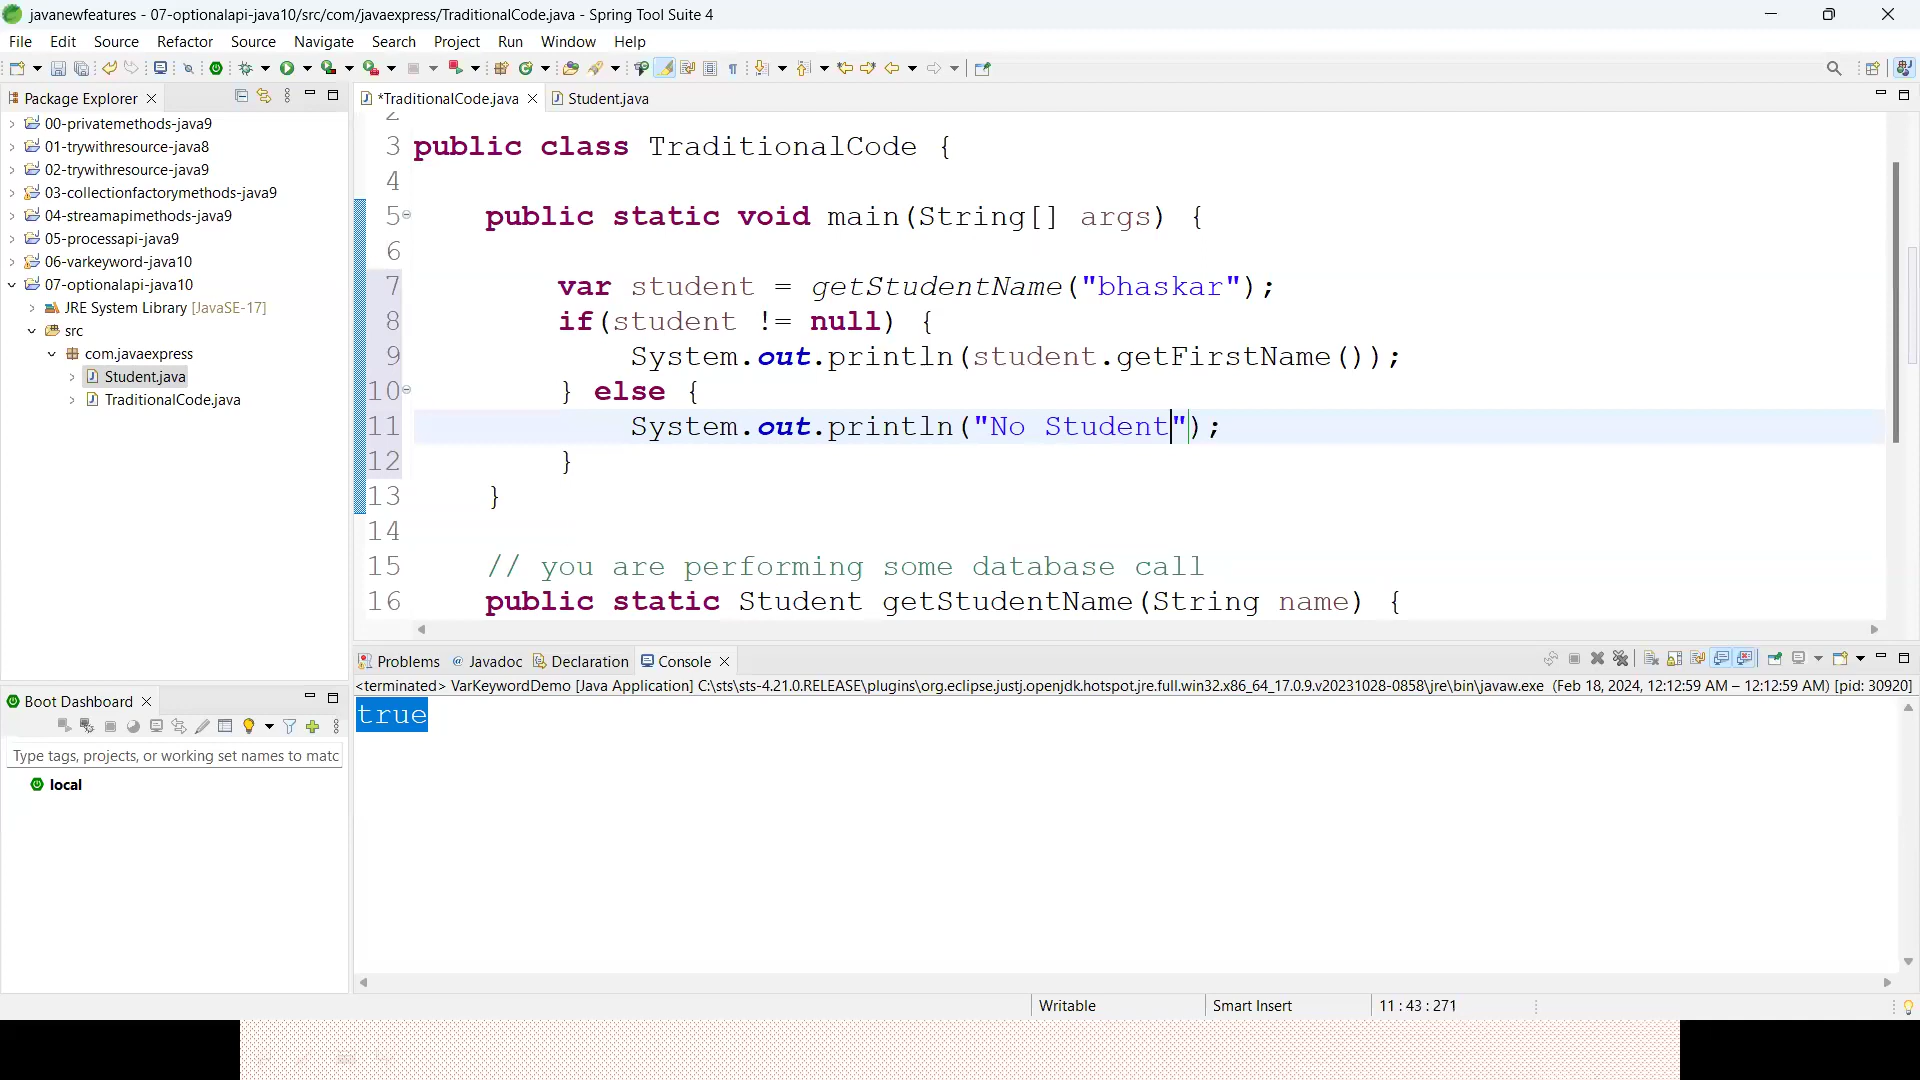 javanewfeatures - 07-optionalapi-java10/src/com/javaexpress/TraditionalCode.java - Spring Tool Suite 4
File Edit Source Refactor Source Navigate Search Project Run Window Help
Package Explorer
*TraditionalCode.java Student.java
00-privatemethods-java9
01-trywithresource-java8
02-trywithresource-java9
03-collectionfactorymethods-java9
04-streamapimethods-java9
05-processapi-java9
06-varkeyword-java10
07-optionalapi-java10
JRE System Library [JavaSE-17]
src
com.javaexpress
Student.java
TraditionalCode.java
2
3 public class TraditionalCode {
4
5 public static void main(String[] args) {
6
7 var student = getStudentName("bhaskar");
8 if(student != null) {
9 System.out.println(student.getFirstName());
10 } else {
11 System.out.println("No Student");
12 }
13 }
14
15 // you are performing some database call
16 public static Student getStudentName(String name) {
Problems Javadoc Declaration Console
<terminated> VarKeywordDemo [Java Application] C:\sts\sts-4.21.0.RELEASE\plugins\org.eclipse.justj.openjdk.hotspot.jre.full.win32.x86_64_17.0.9.v20231028-0858\jre\bin\javaw.exe (Feb 18, 2024, 12:12:59 AM – 12:12:59 AM) [pid: 30920]
true
Boot Dashboard
Type tags, projects, or working set names to matc
local
Writable Smart Insert 11 : 43 : 271